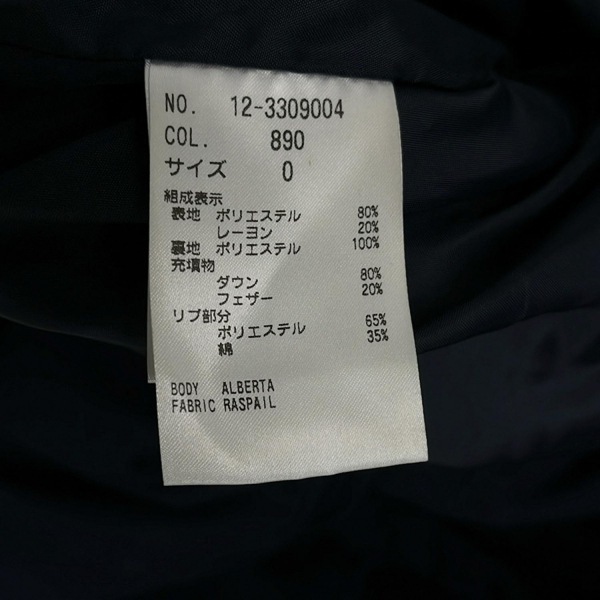 NO. 12-3309004
COL. 890
サイズ 0
組成表示
表地 ポリエステル 80%
レーヨン 20%
裏地 ポリエステル 100%
充填物
ダウン 80%
フェザー 20%
リブ部分
ポリエステル 65%
綿 35%
BODY ALBERTA
FABRIC RASPAIL